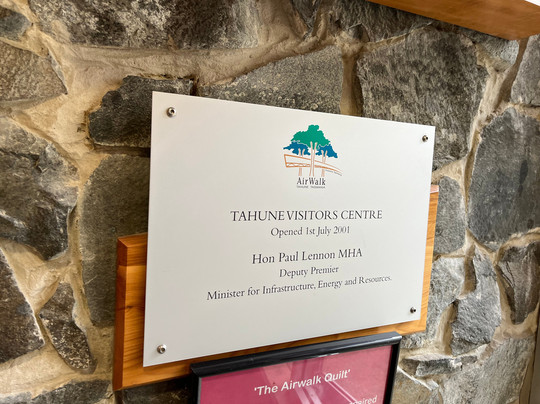 AirWalk
TAHUNE VISITORS CENTRE
Opened 1st July 2001
Hon Paul Lennon MHA
Deputy Premier
Minister for Infrastructure, Energy and Resources.
'The Airwalk Quilt'